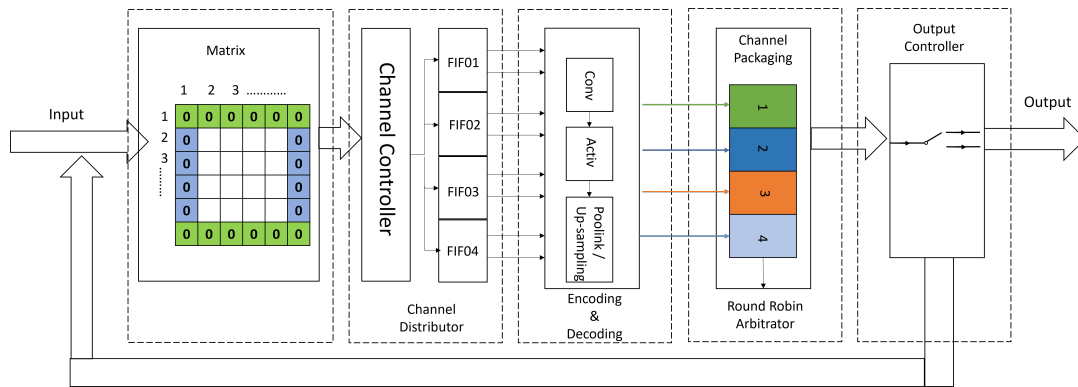 Input
Matrix
1 2 3 ............
1 0 0 0 0 0 0
2 0 0
3 0 0
...... 0 0
0 0
0 0 0 0 0 0
Channel Controller
FIF01
FIF02
FIF03
FIF04
Channel
Distributor
Conv
Activ
Poolink /
Up-sampling
Encoding
&
Decoding
Channel
Packaging
1
2
3
4
Round Robin
Arbitrator
Output
Controller
Output